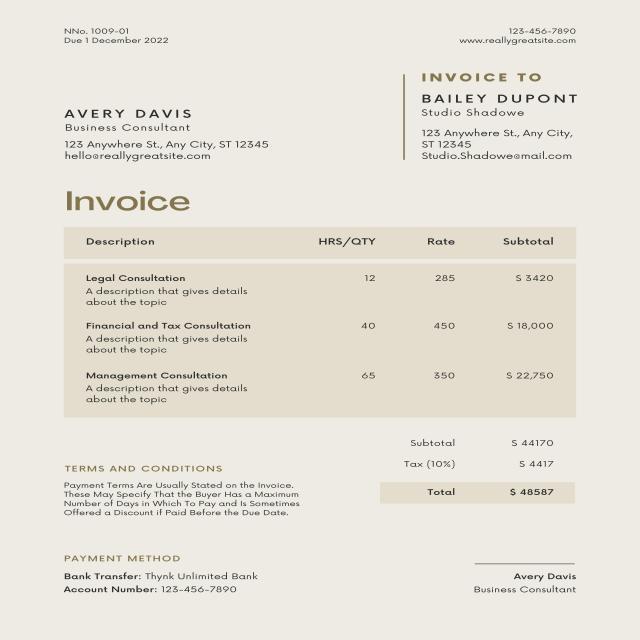 NNo. 1009-01
Due 1 December 2022
123-456-7890
www.reallygreatsite.com
AVERY DAVIS
Business Consultant
123 Anywhere St., Any City, ST 12345
hello@reallygreatsite.com
INVOICE TO
BAILEY DUPONT
Studio Shadowe
123 Anywhere St., Any City,
ST 12345
Studio.Shadowe@mail.com
Invoice
Description HRS/QTY Rate Subtotal
Legal Consultation 12 285 $ 3420
A description that gives details
about the topic
Financial and Tax Consultation 40 450 $ 18,000
A description that gives details
about the topic
Management Consultation 65 350 $ 22,750
A description that gives details
about the topic
Subtotal $ 44170
Tax (10%) $ 4417
Total $ 48587
TERMS AND CONDITIONS
Payment Terms Are Usually Stated on the Invoice.
These May Specify That the Buyer Has a Maximum
Number of Days in Which To Pay and Is Sometimes
Offered a Discount if Paid Before the Due Date.
PAYMENT METHOD
Bank Transfer: Thynk Unlimited Bank
Account Number: 123-456-7890
Avery Davis
Business Consultant